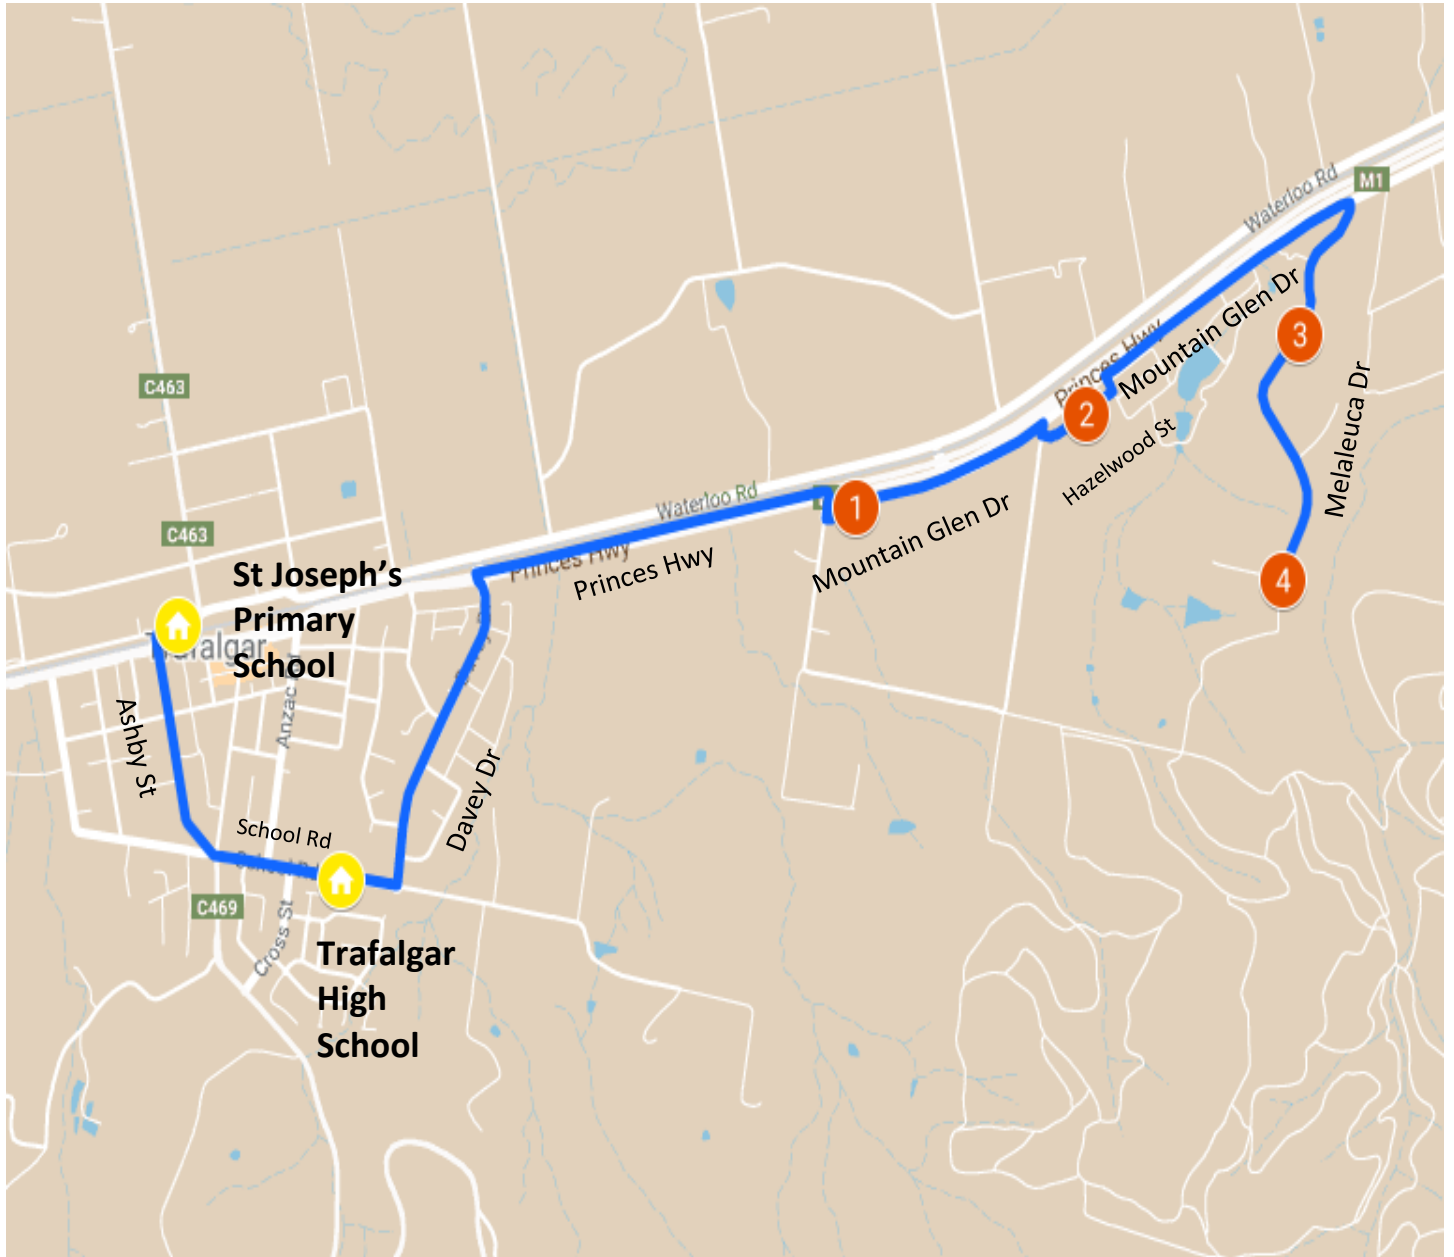 Waterloo Rd
M1
Princes Hwy
Mountain Glen Dr
3
C463
2
Melaleuca Dr
Hazelwood St
Waterloo Rd
1
C463
Mountain Glen Dr
Princes Hwy
Princes Hwy
4
St Joseph’s
Primary
School
Trafalgar
Ashby St
Anzac
Davey Dr
School Rd
C469
Cross St
Trafalgar
High
School